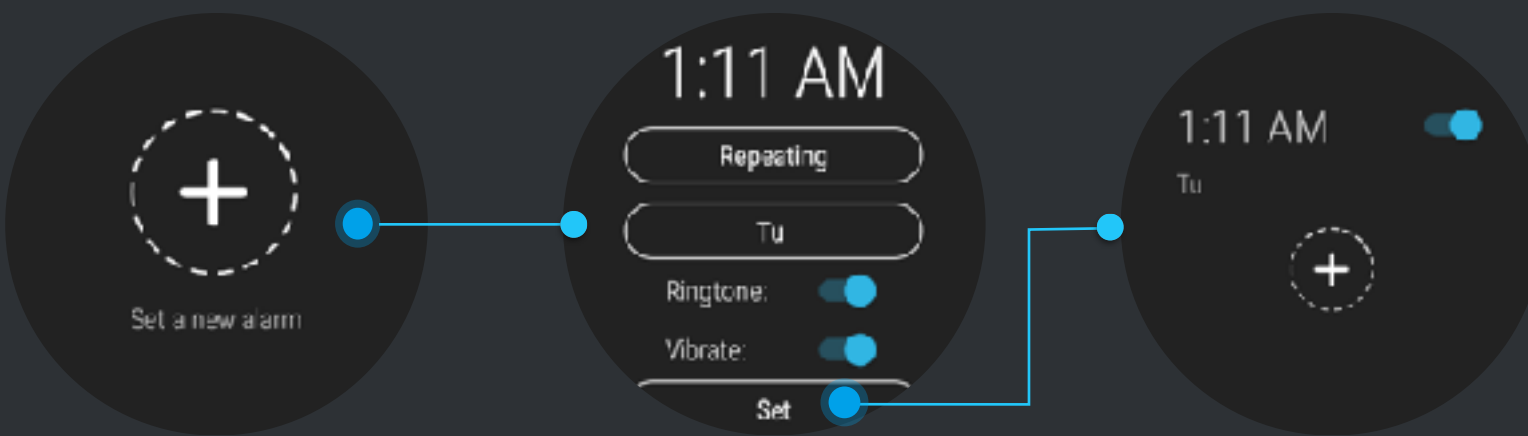 Set a new alarm
1:11 AM
Repeating
Tu
Ringtone:
Vibrate:
Set
1:11 AM
Tu